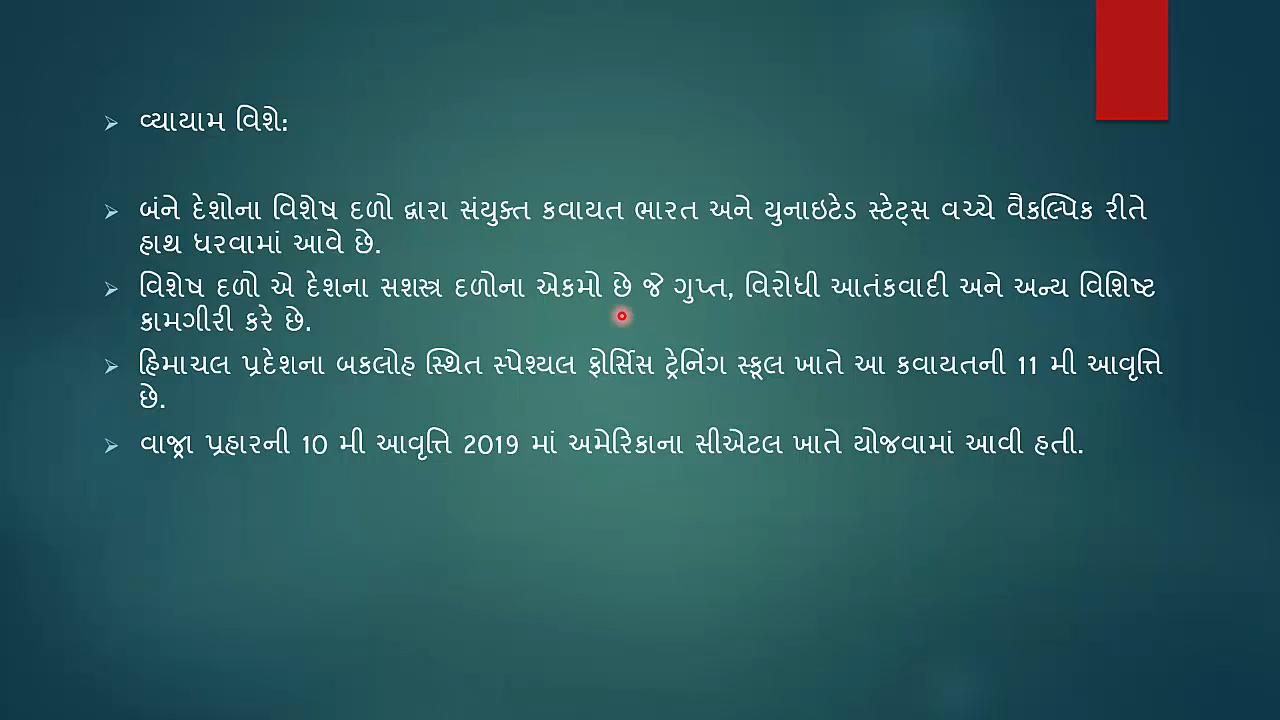 વ્યાયામ વિશે:
બંને દેશોના વિશેષ દળો દ્વારા સંયુક્ત કવાયત ભારત અને યુનાઇટેડ સ્ટેટ્સ વચ્ચે વૈકલ્પિક રીતે
હાથ ધરવામાં આવે છે.
વિશેષ દળો એ દેશના સશસ્ત્ર દળોના એકમો છે જે ગુપ્ત, વિરોધી આતંકવાદી અને અન્ય વિશિષ્ટ
કામગીરી કરે છે.
હિમાચલ પ્રદેશના બકલોહ સ્થિત સ્પેશ્યલ ફોર્સિસ ટ્રેનિંગ સ્કૂલ ખાતે આ કવાયતની 11 મી આવૃત્તિ
છે.
વાજ્રા પ્રહારની 10 મી આવૃત્તિ 2019 માં અમેરિકાના સીએટલ ખાતે યોજવામાં આવી હતી.